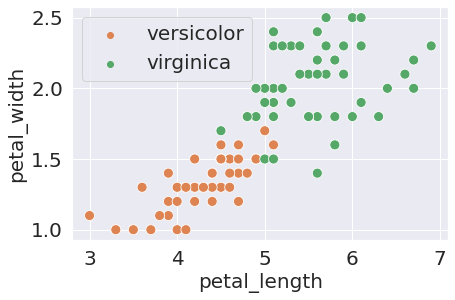 versicolor
virginica
2.5
2.0
1.5
1.0
petal_width
3 4 5 6 7
petal_length